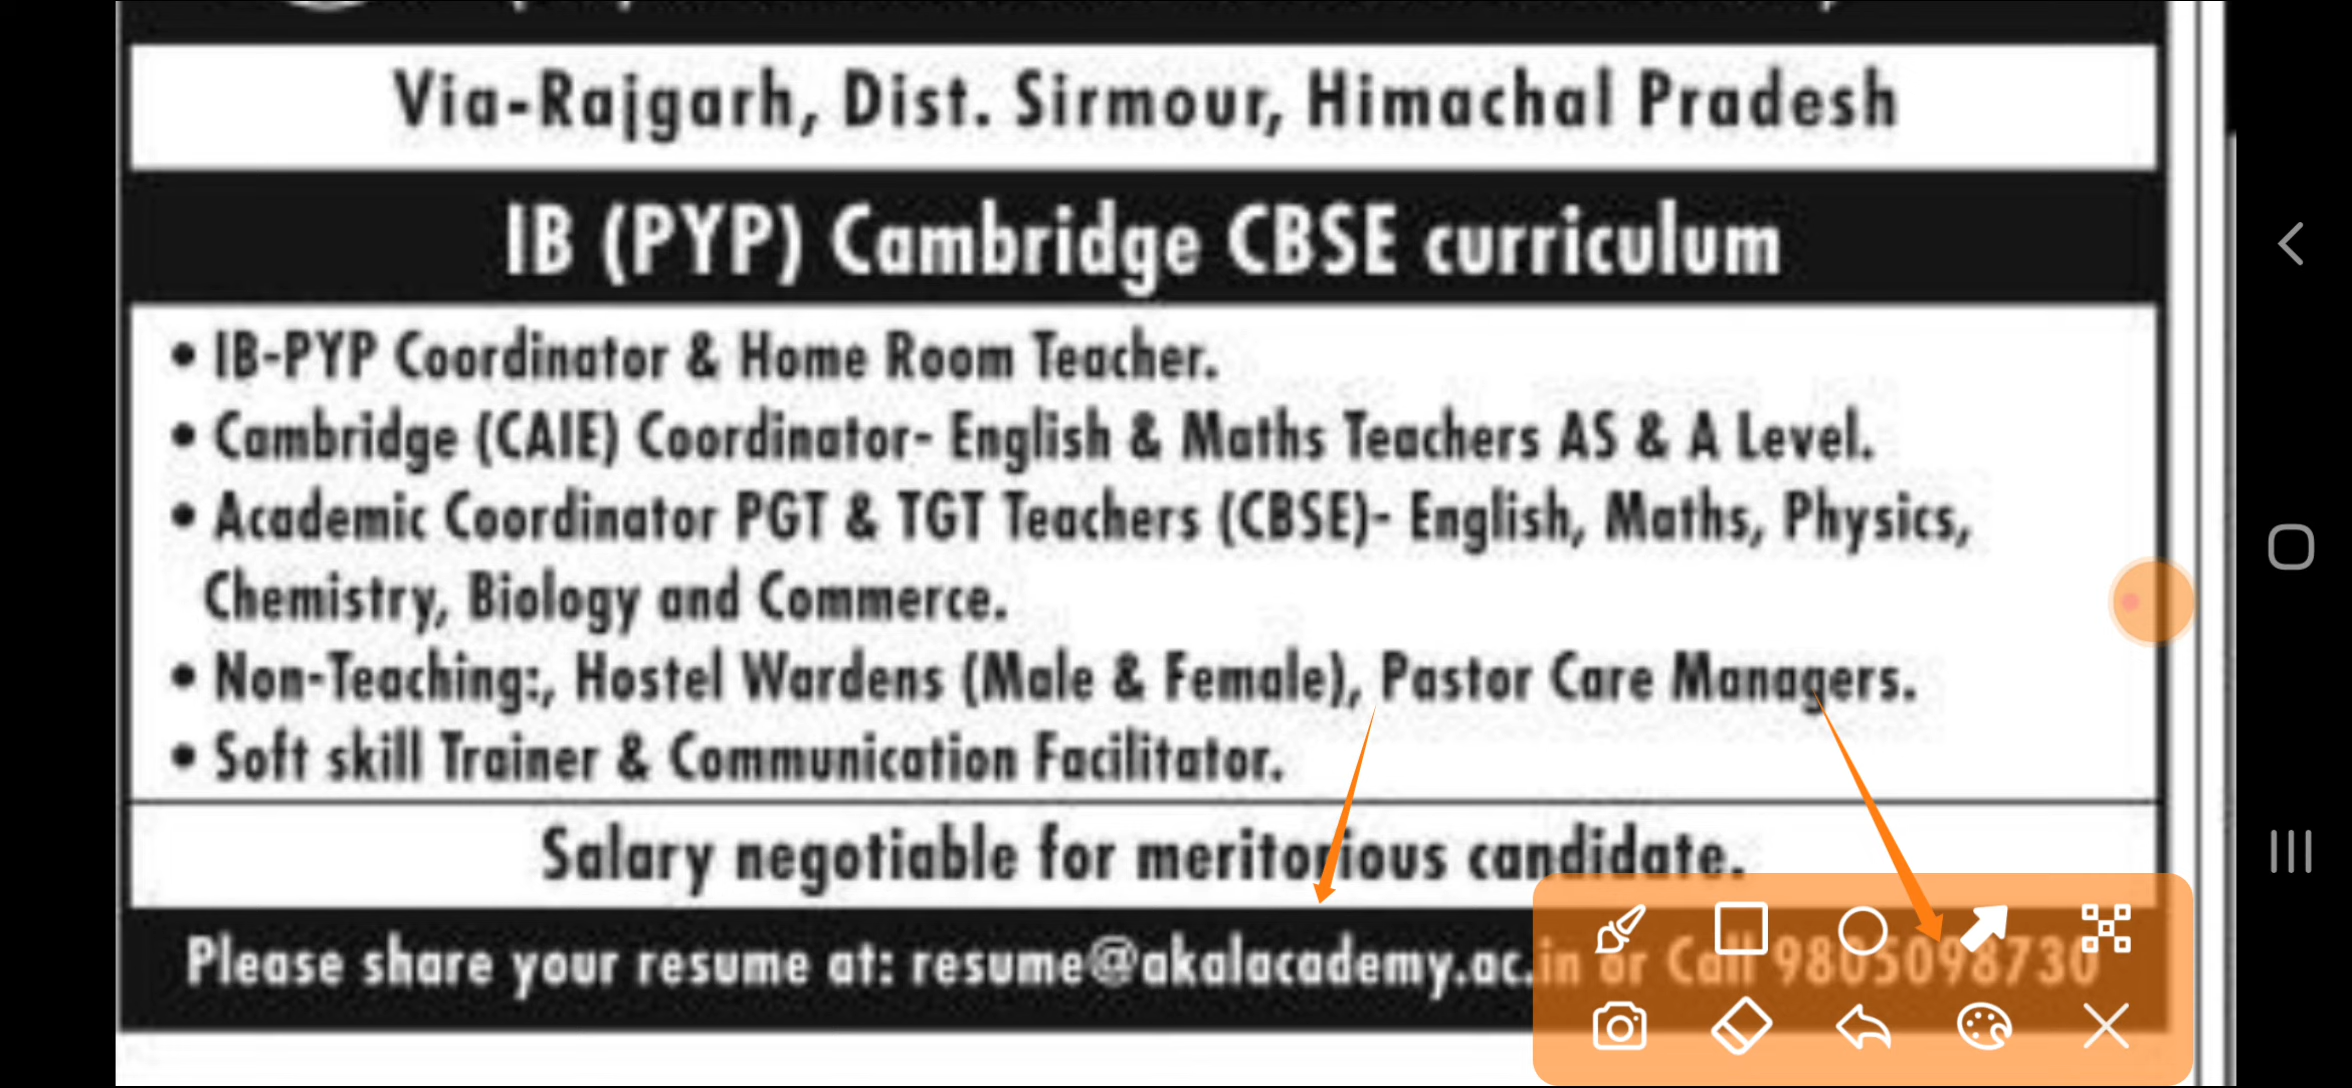 Via-Rajgarh, Dist. Sirmour, Himachal Pradesh
IB (PYP) Cambridge CBSE curriculum
• IB-PYP Coordinator & Home Room Teacher.
• Cambridge (CAIE) Coordinator- English & Maths Teachers AS & A Level.
• Academic Coordinator PGT & TGT Teachers (CBSE)- English, Maths, Physics,
Chemistry, Biology and Commerce.
• Non-Teaching:, Hostel Wardens (Male & Female), Pastor Care Managers.
• Soft skill Trainer & Communication Facilitator.
Salary negotiable for meritorious candidate.
Please share your resume at: resume@akalacademy.ac.in or Call 9805098730